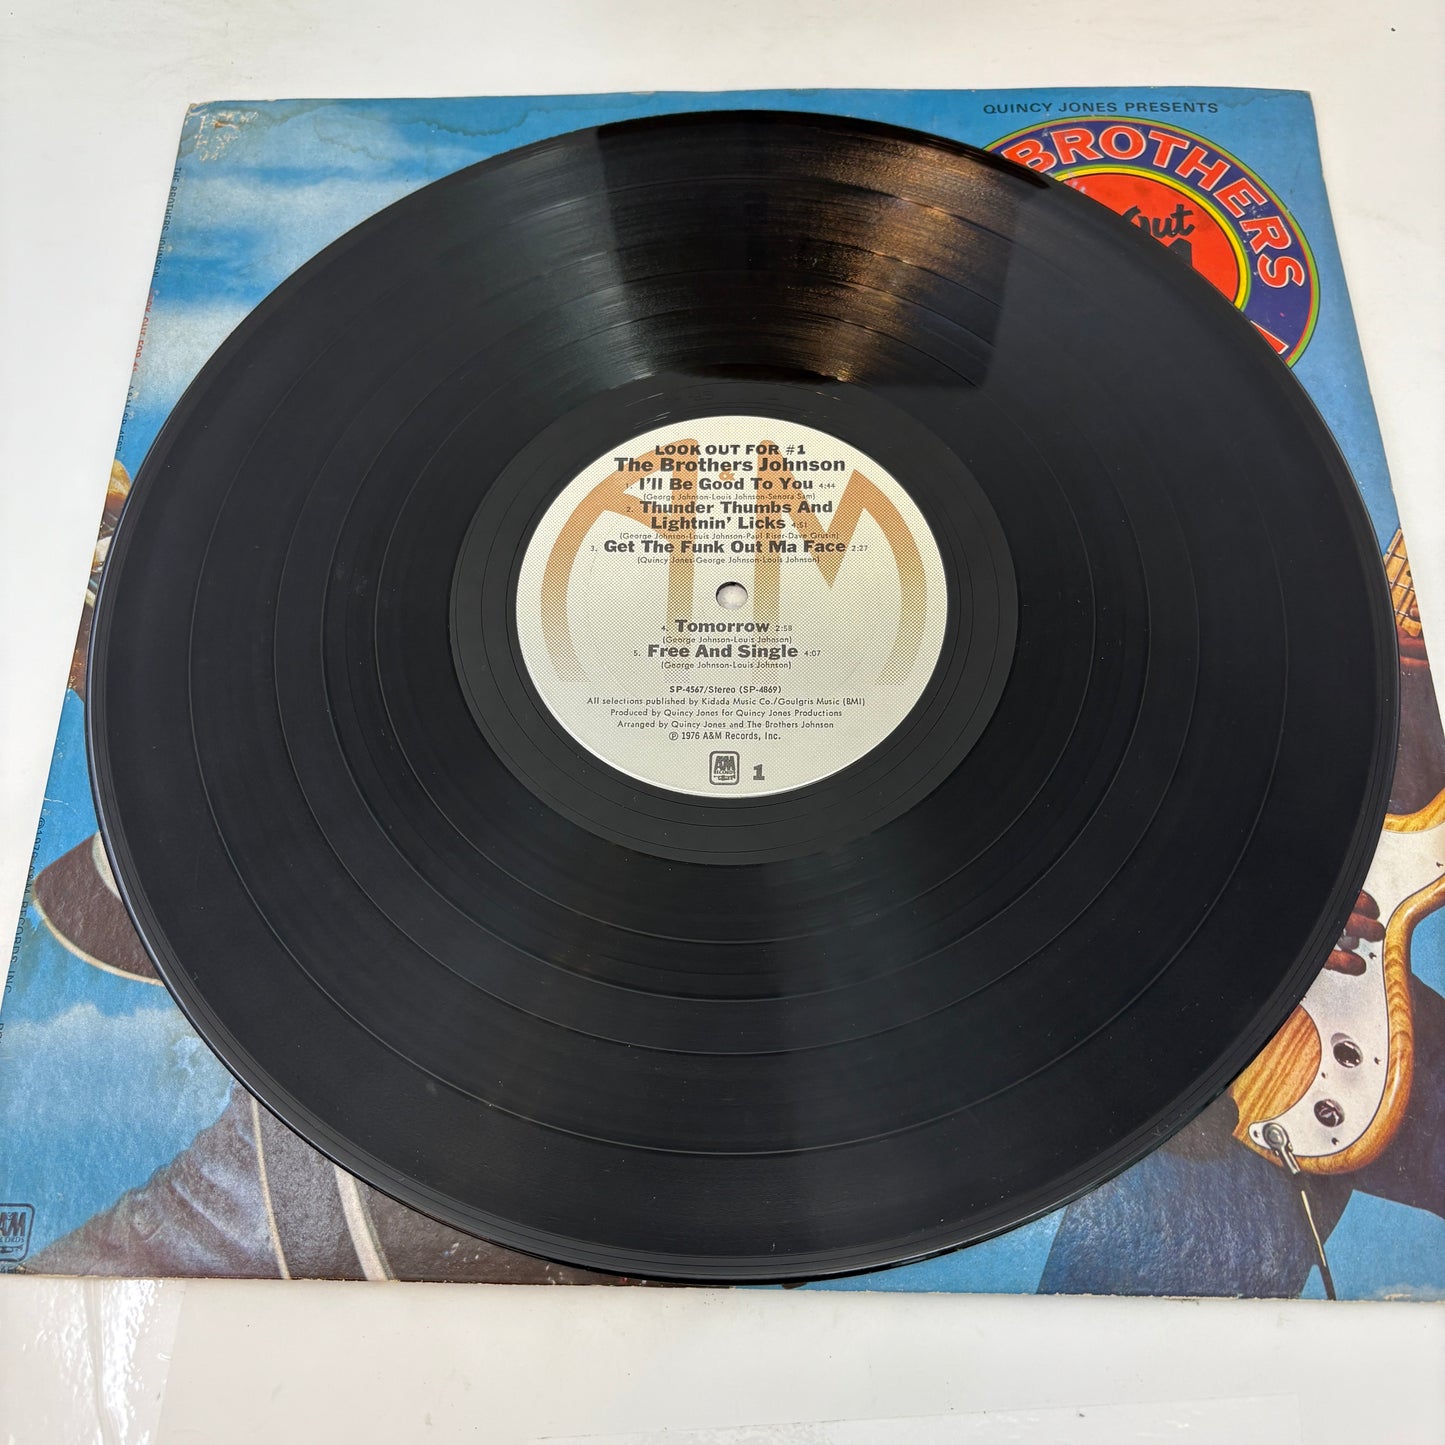 QUINCY JONES PRESENTS
BROTHERS
Out
LOOK OUT FOR #1
The Brothers Johnson
1. I'll Be Good To You 4:44
(George Johnson-Louis Johnson-Senora Sam)
2. Thunder Thumbs And
Lightnin' Licks 4:51
(George Johnson-Louis Johnson-Paul Riser-Dave Grusin)
3. Get The Funk Out Ma Face 2:27
(Quincy Jones-George Johnson-Louis Johnson)
4. Tomorrow 2:58
(George Johnson-Louis Johnson)
5. Free And Single 4:07
(George Johnson-Louis Johnson)
SP-4567/Stereo (SP-4869)
All selections published by Kidada Music Co./Goulgris Music (BMI)
Produced by Quincy Jones for Quincy Jones Productions
Arranged by Quincy Jones and The Brothers Johnson
℗ 1976 A&M Records, Inc.
A&M
RECORDS
1
THE BROTHERS JOHNSON
A&M